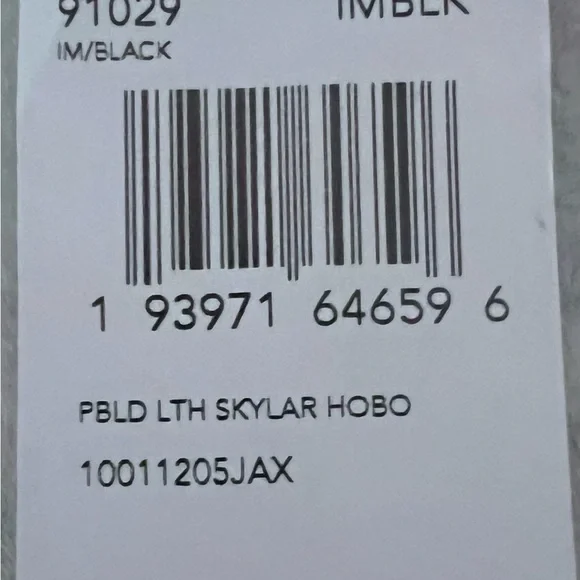 91029 IMBLK
IM/BLACK
1 93971 64659 6
PBLD LTH SKYLAR HOBO
10011205JAX